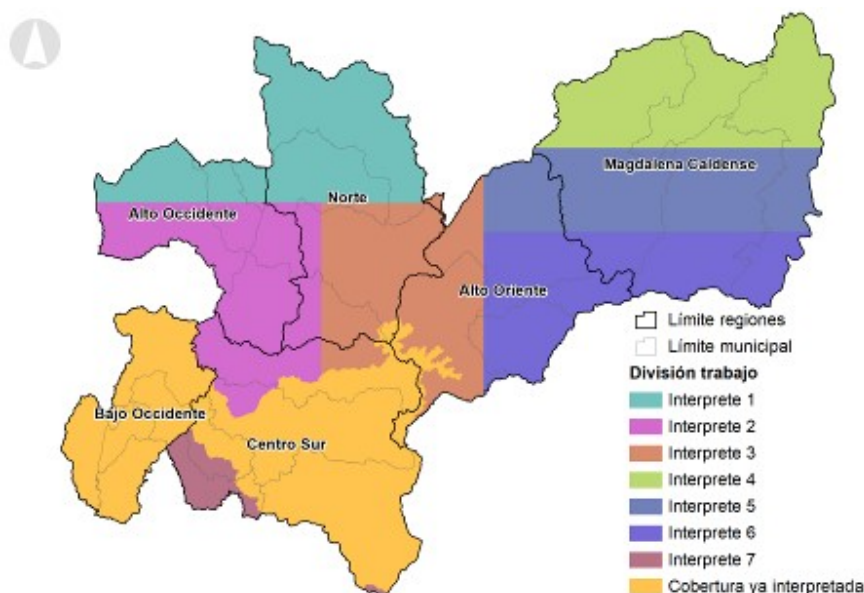 Magdalena Caldense
Norte
Alto Occidente
Alto Oriente
Bajo Occidente
Centro Sur
Límite regiones
Límite municipal
División trabajo
Interprete 1
Interprete 2
Interprete 3
Interprete 4
Interprete 5
Interprete 6
Interprete 7
Cobertura ya interpretada